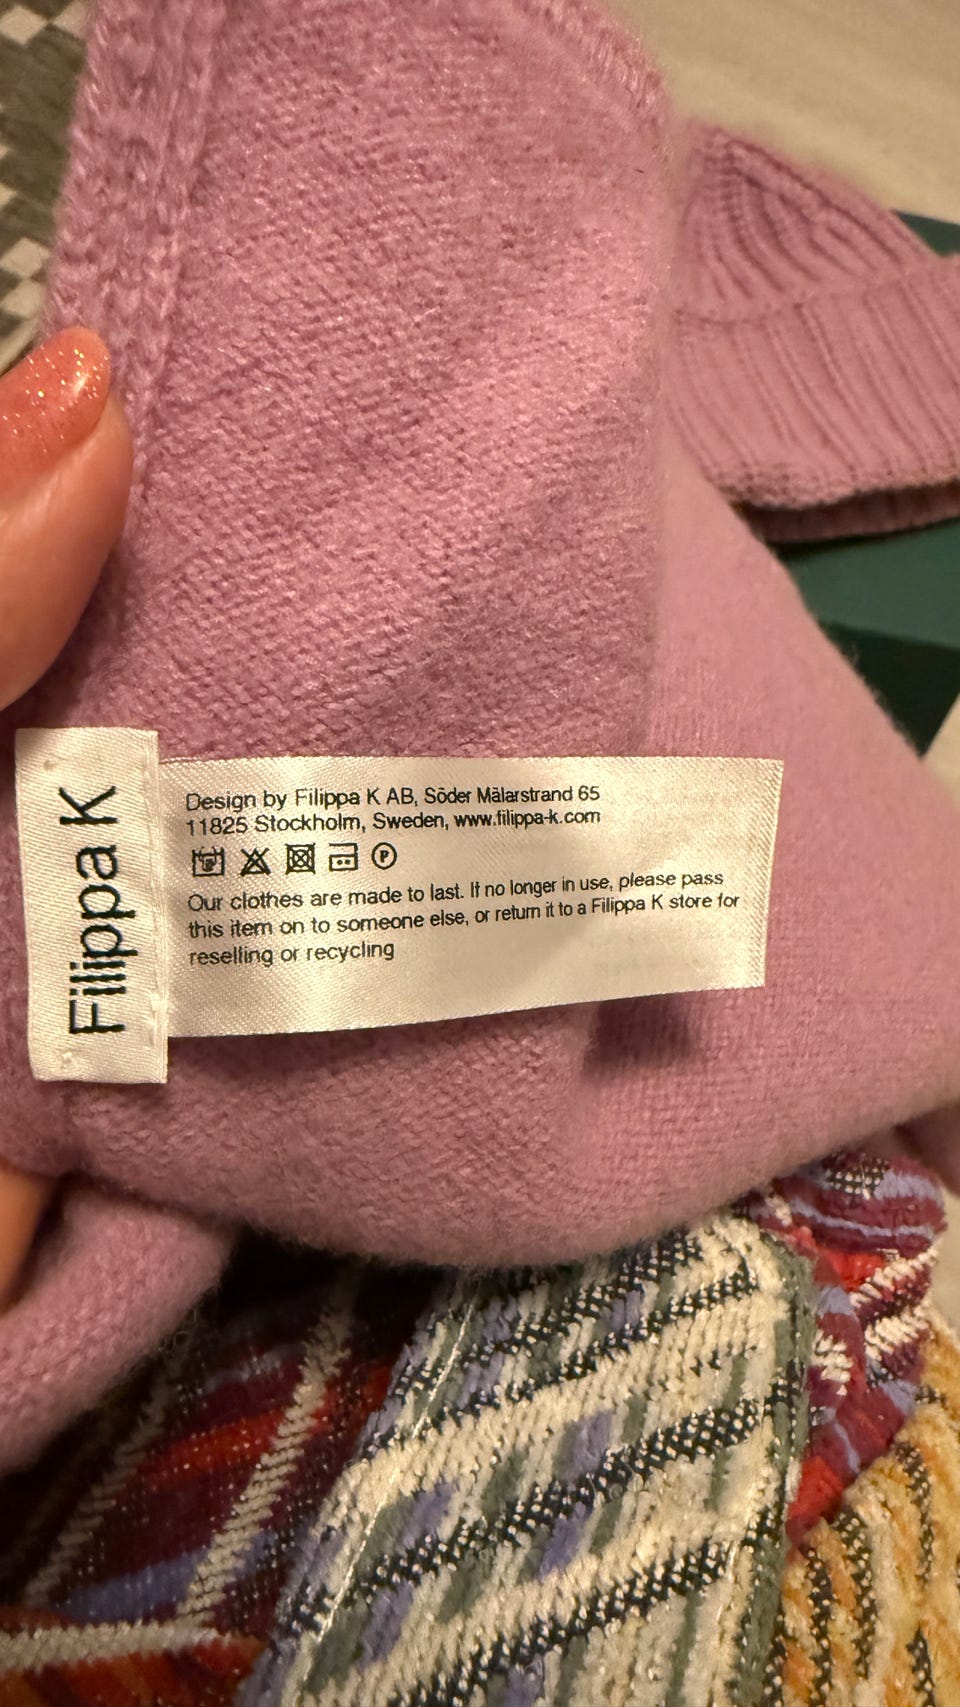 Filippa K
Design by Filippa K AB, Söder Mälarstrand 65
11825 Stockholm, Sweden, www.filippa-k.com
P
Our clothes are made to last. If no longer in use, please pass
this item on to someone else, or return it to a Filippa K store for
reselling or recycling